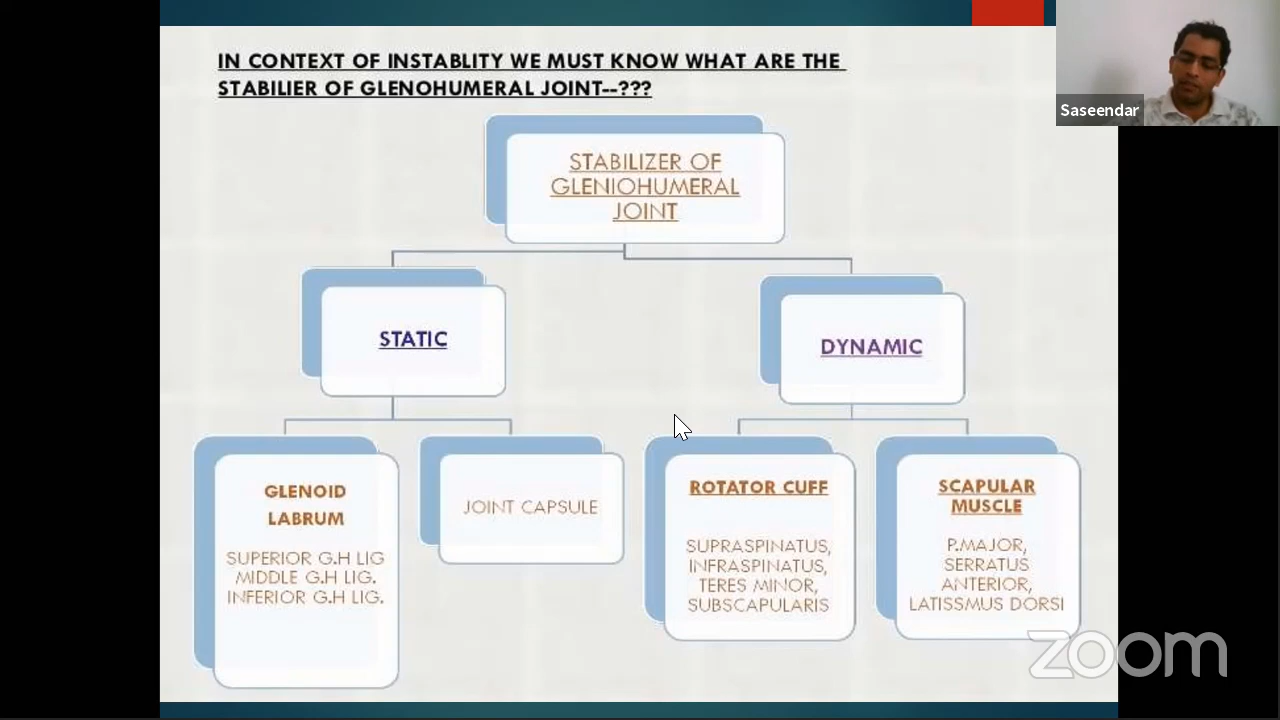 IN CONTEXT OF INSTABLITY WE MUST KNOW WHAT ARE THE
STABILIER OF GLENOHUMERAL JOINT--???
Saseendar
STABILIZER OF
GLENIOHUMERAL
JOINT
STATIC
DYNAMIC
GLENOID
LABRUM
SUPERIOR G.H LIG
MIDDLE G.H LIG.
INFERIOR G.H LIG.
JOINT CAPSULE
ROTATOR CUFF
SUPRASPINATUS,
INFRASPINATUS,
TERES MINOR,
SUBSCAPULARIS
SCAPULAR
MUSCLE
P.MAJOR,
SERRATUS
ANTERIOR,
LATISSMUS DORSI
zoom